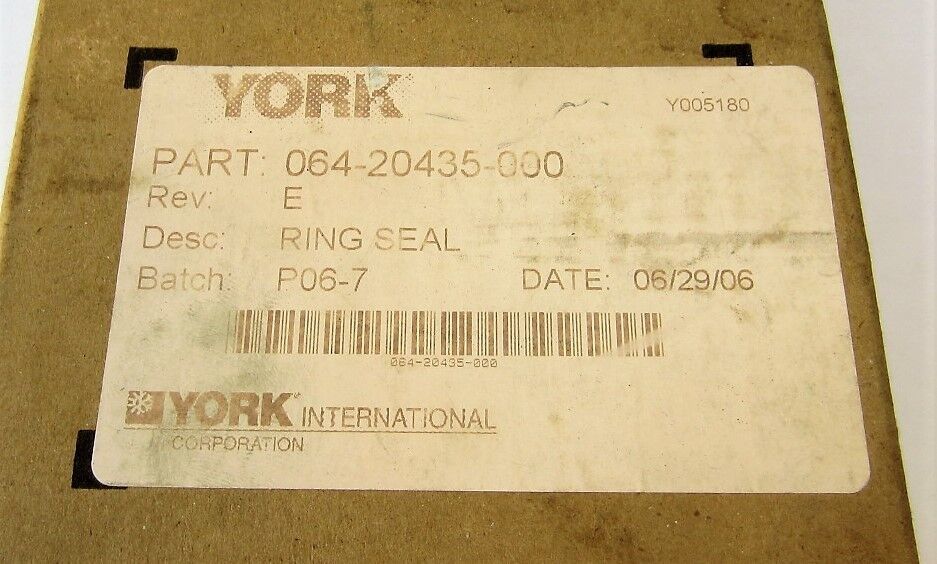 YORK
Y005180
PART: 064-20435-000
Rev: E
Desc: RING SEAL
Batch: P06-7 DATE: 06/29/06
064-20435-000
YORK INTERNATIONAL
CORPORATION